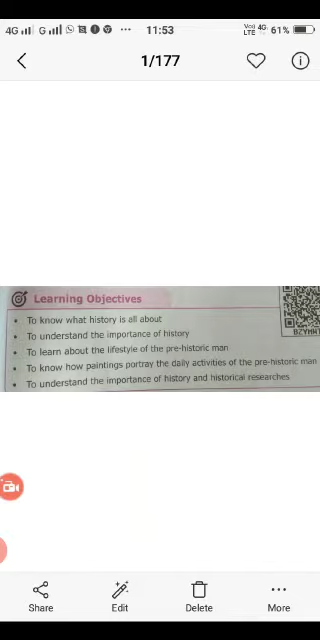 4G G 11:53 Vo) 4G LTE 61%
1/177
Learning Objectives
• To know what history is all about
• To understand the importance of history
• To learn about the lifestyle of the pre-historic man
• To know how paintings portray the daily activities of the pre-historic man
• To understand the importance of history and historical researches
Share Edit Delete More